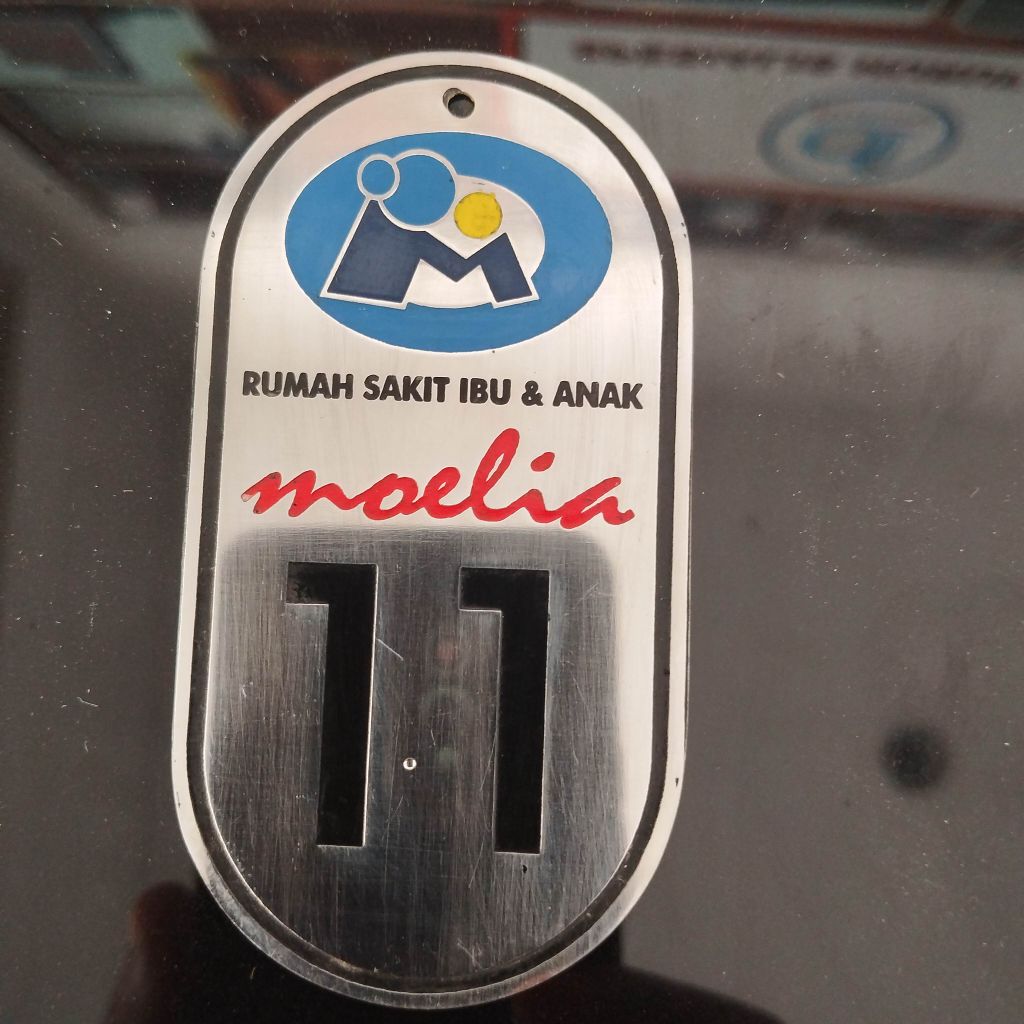 RUMAH SAKIT IBU & ANAK
moelia
11